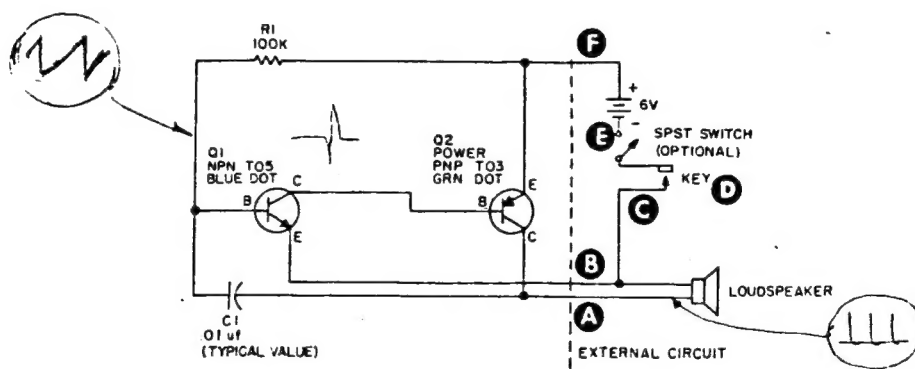 R1
100K
F
+
6V
-
E
SPST SWITCH
(OPTIONAL)
KEY
D
C
Q1
NPN TO5
BLUE DOT
Q2
POWER
PNP TO3
GRN DOT
C
B
E
E
B
C
B
LOUDSPEAKER
A
C1
.01 uf
(TYPICAL VALUE)
EXTERNAL CIRCUIT